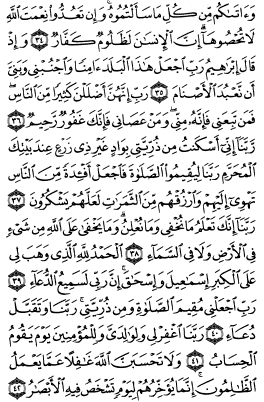 وَءَاتَىٰكُم مِّن كُلِّ مَا سَأَلْتُمُوهُ وَإِن تَعُدُّوا۟ نِعْمَتَ ٱللَّهِ
لَا تُحْصُوهَآ إِنَّ ٱلْإِنسَـٰنَ لَظَلُومٌ كَفَّارٌ ﴿٣٤﴾ وَإِذْ
قَالَ إِبْرَٰهِيمُ رَبِّ ٱجْعَلْ هَـٰذَا ٱلْبَلَدَ ءَامِنًا وَٱجْنُبْنِى وَبَنِىَّ
أَن نَّعْبُدَ ٱلْأَصْنَامَ ﴿٣٥﴾ رَبِّ إِنَّهُنَّ أَضْلَلْنَ كَثِيرًا مِّنَ ٱلنَّاسِ
فَمَن تَبِعَنِى فَإِنَّهُۥ مِنِّى وَمَنْ عَصَانِى فَإِنَّكَ غَفُورٌ رَّحِيمٌ ﴿٣٦﴾
رَّبَّنَآ إِنِّىٓ أَسْكَنتُ مِن ذُرِّيَّتِى بِوَادٍ غَيْرِ ذِى زَرْعٍ عِندَ بَيْتِكَ
ٱلْمُحَرَّمِ رَبَّنَا لِيُقِيمُوا۟ ٱلصَّلَوٰةَ فَٱجْعَلْ أَفْـِٔدَةً مِّنَ ٱلنَّاسِ
تَهْوِىٓ إِلَيْهِمْ وَٱرْزُقْهُم مِّنَ ٱلثَّمَرَٰتِ لَعَلَّهُمْ يَشْكُرُونَ ﴿٣٧﴾
رَبَّنَآ إِنَّكَ تَعْلَمُ مَا نُخْفِى وَمَا نُعْلِنُ وَمَا يَخْفَىٰ عَلَى ٱللَّهِ مِن شَىْءٍ
فِى ٱلْأَرْضِ وَلَا فِى ٱلسَّمَآءِ ﴿٣٨﴾ ٱلْحَمْدُ لِلَّهِ ٱلَّذِى وَهَبَ لِى
عَلَى ٱلْكِبَرِ إِسْمَـٰعِيلَ وَإِسْحَـٰقَ إِنَّ رَبِّى لَسَمِيعُ ٱلدُّعَآءِ ﴿٣٩﴾
رَبِّ ٱجْعَلْنِى مُقِيمَ ٱلصَّلَوٰةِ وَمِن ذُرِّيَّتِى رَبَّنَا وَتَقَبَّلْ
دُعَآءِ ﴿٤٠﴾ رَبَّنَا ٱغْفِرْ لِى وَلِوَٰلِدَىَّ وَلِلْمُؤْمِنِينَ يَوْمَ يَقُومُ
ٱلْحِسَابُ ﴿٤١﴾ وَلَا تَحْسَبَنَّ ٱللَّهَ غَـٰفِلًا عَمَّا يَعْمَلُ
ٱلظَّـٰلِمُونَ إِنَّمَا يُؤَخِّرُهُمْ لِيَوْمٍ تَشْخَصُ فِيهِ ٱلْأَبْصَـٰرُ ﴿٤٢﴾